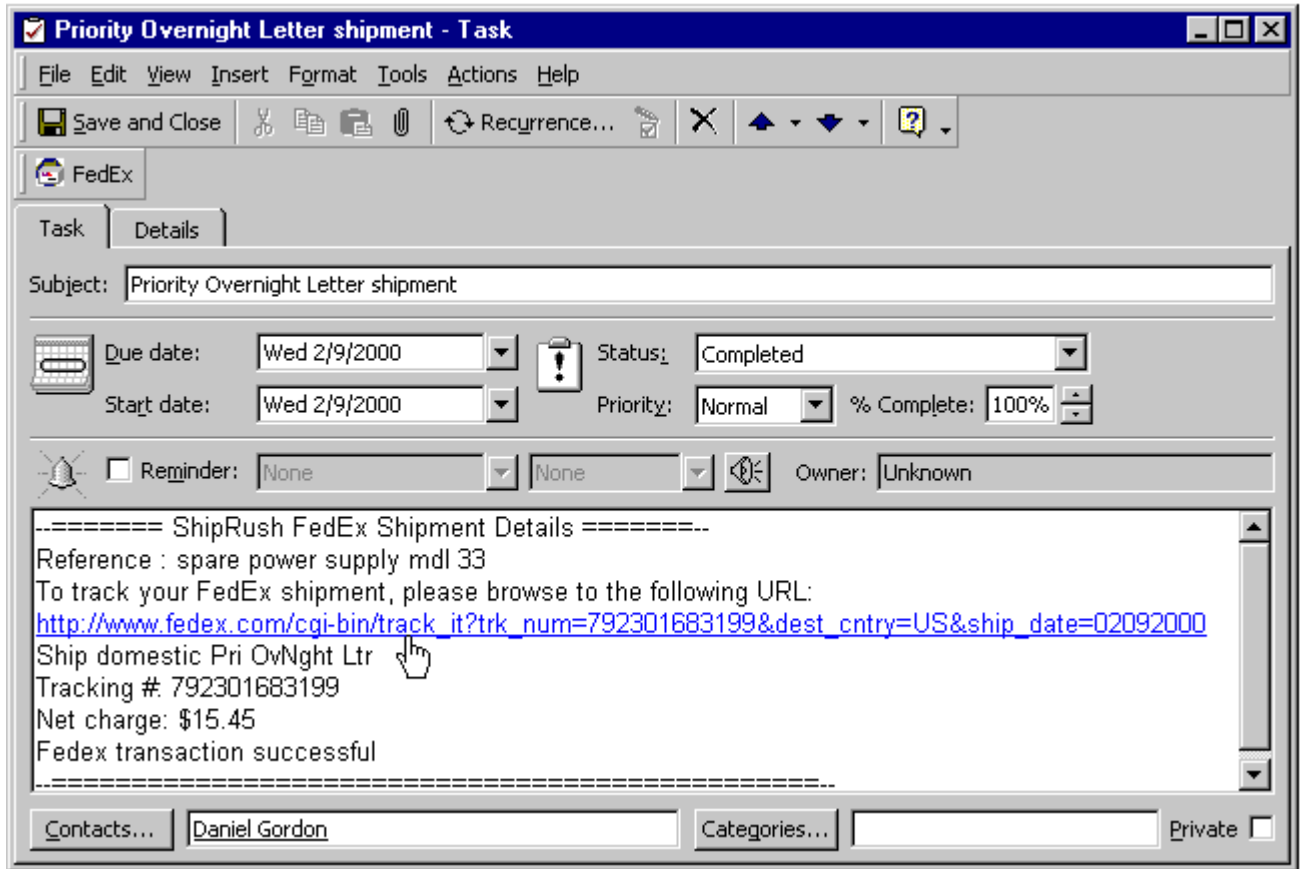 Priority Overnight Letter shipment - Task
File Edit View Insert Format Tools Actions Help
Save and Close Recurrence...
FedEx
Task Details
Subject: Priority Overnight Letter shipment
Due date: Wed 2/9/2000 Status: Completed
Start date: Wed 2/9/2000 Priority: Normal % Complete: 100%
Reminder: None None Owner: Unknown
--======= ShipRush FedEx Shipment Details =======--
Reference : spare power supply mdl 33
To track your FedEx shipment, please browse to the following URL:
http://www.fedex.com/cgi-bin/track_it?trk_num=792301683199&dest_cntry=US&ship_date=02092000
Ship domestic Pri OvNght Ltr
Tracking #: 792301683199
Net charge: $15.45
Fedex transaction successful
--================================================--
Contacts... Daniel Gordon Categories... Private